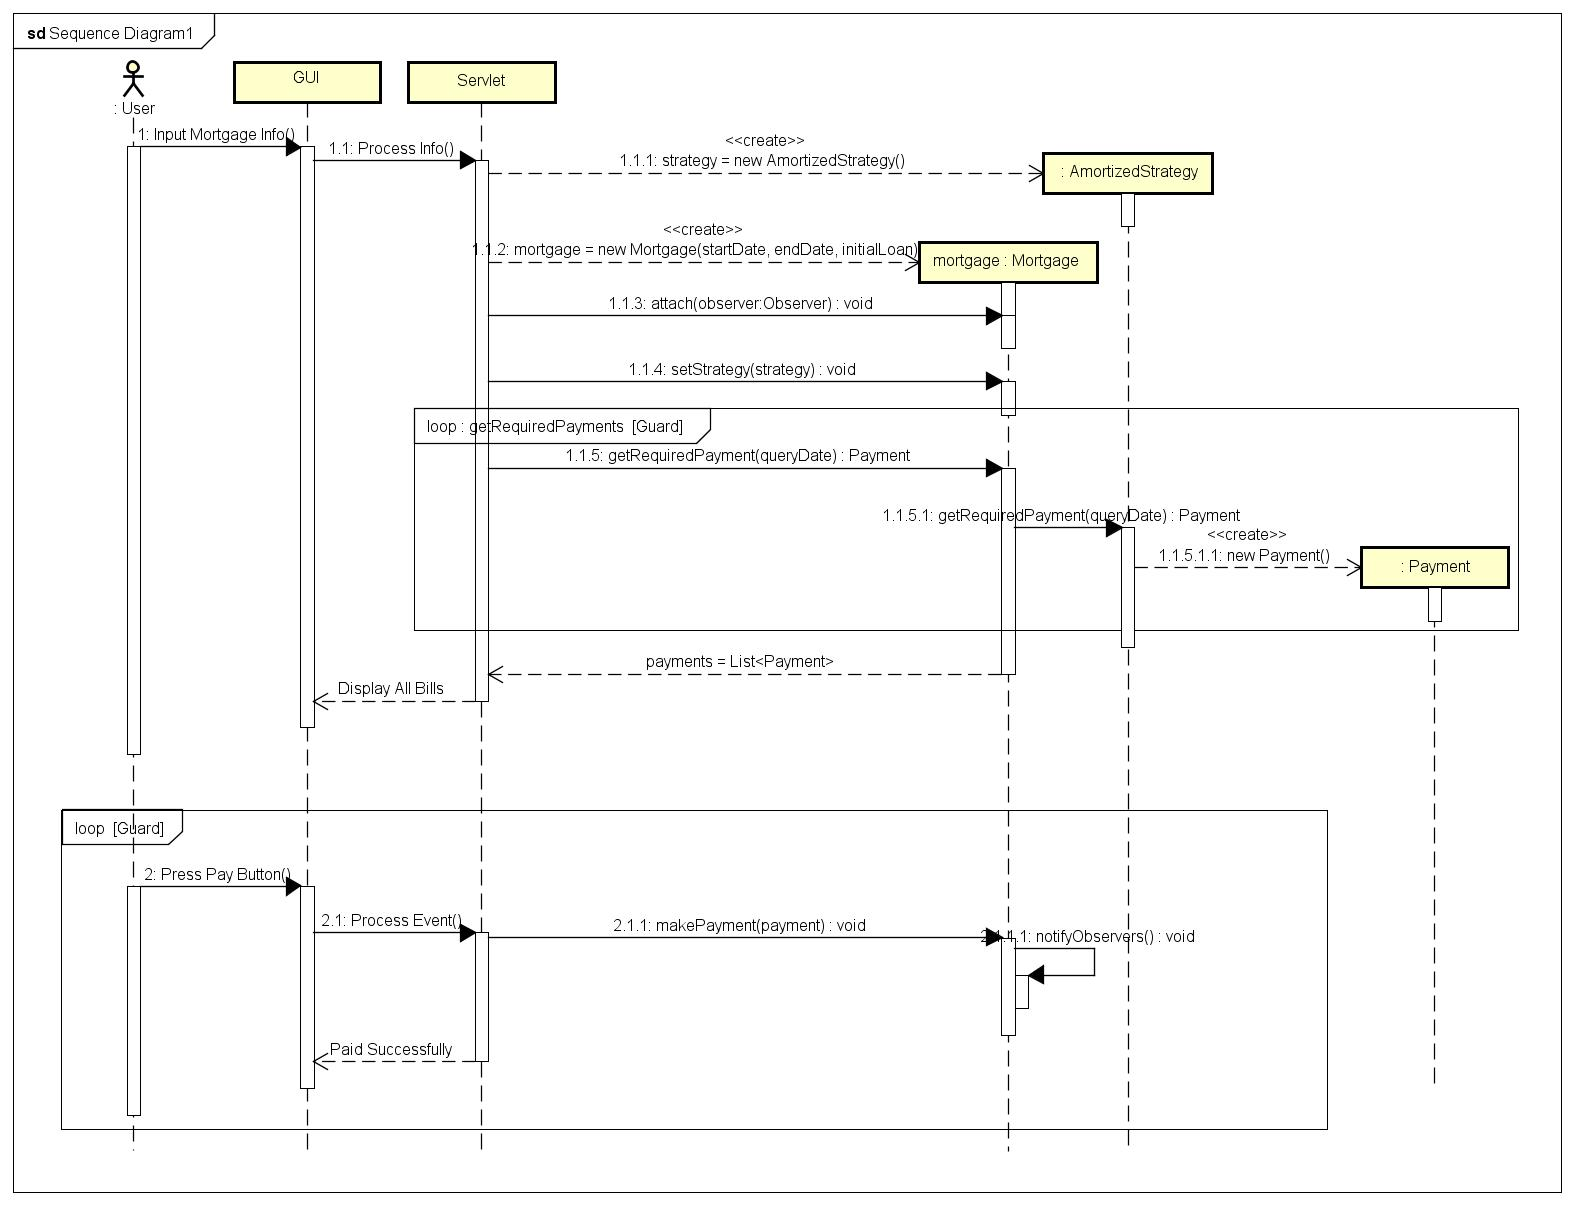 sd Sequence Diagram1
GUI
Servlet
: User
1: Input Mortgage Info()
1.1: Process Info()
<<create>>
1.1.1: strategy = new AmortizedStrategy()
: AmortizedStrategy
<<create>>
1.1.2: mortgage = new Mortgage(startDate, endDate, initialLoan)
mortgage : Mortgage
1.1.3: attach(observer:Observer) : void
1.1.4: setStrategy(strategy) : void
loop : getRequiredPayments [Guard]
1.1.5: getRequiredPayment(queryDate) : Payment
1.1.5.1: getRequiredPayment(queryDate) : Payment
<<create>>
1.1.5.1.1: new Payment()
: Payment
payments = List<Payment>
Display All Bills
loop [Guard]
2: Press Pay Button()
2.1: Process Event()
2.1.1: makePayment(payment) : void
2.1.1.1: notifyObservers() : void
Paid Successfully